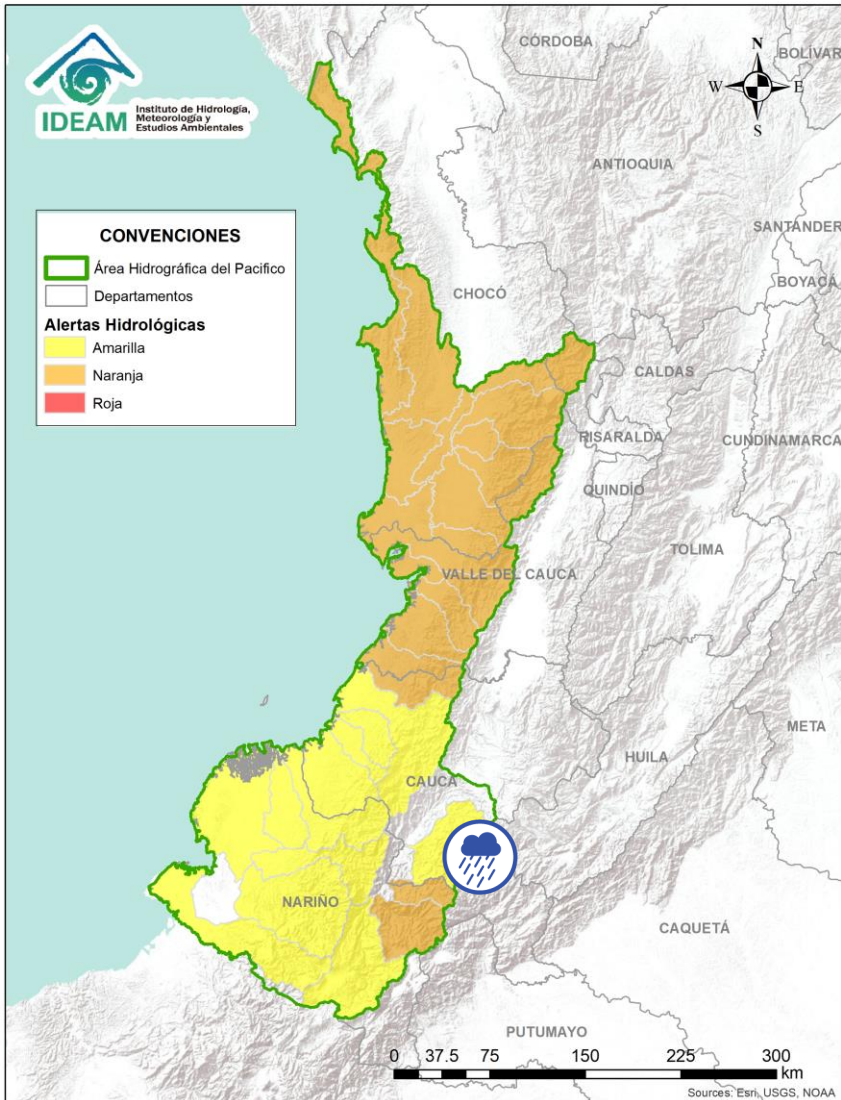 IDEAM
Instituto de Hidrología,
Meteorología y
Estudios Ambientales
CÓRDOBA
BOLÍVAR
N
W
E
S
ANTIOQUIA
SANTANDER
BOYACÁ
CONVENCIONES
Área Hidrográfica del Pacifico
Departamentos
Alertas Hidrológicas
Amarilla
Naranja
Roja
CHOCÓ
CALDAS
RISARALDA
CUNDINAMARCA
QUINDÍO
TOLIMA
VALLE DEL CAUCA
META
HUILA
CAUCA
NARIÑO
CAQUETÁ
PUTUMAYO
0 37.5 75 150 225 300
km
Sources: Esri, USGS, NOAA